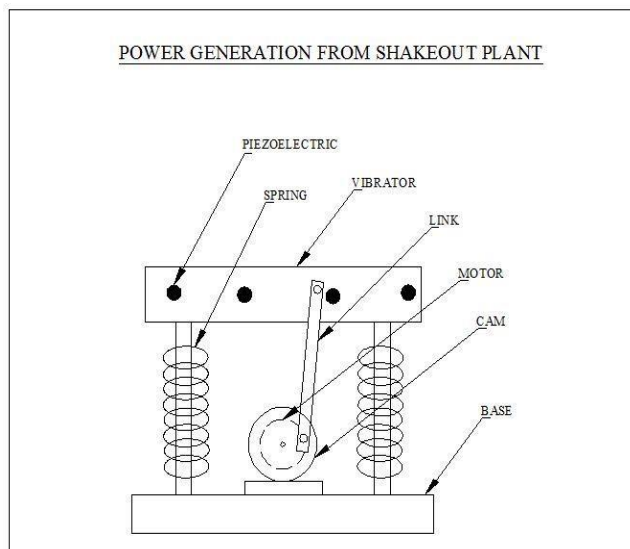 POWER GENERATION FROM SHAKEOUT PLANT
PIEZOELECTRIC
VIBRATOR
SPRING
LINK
MOTOR
CAM
BASE